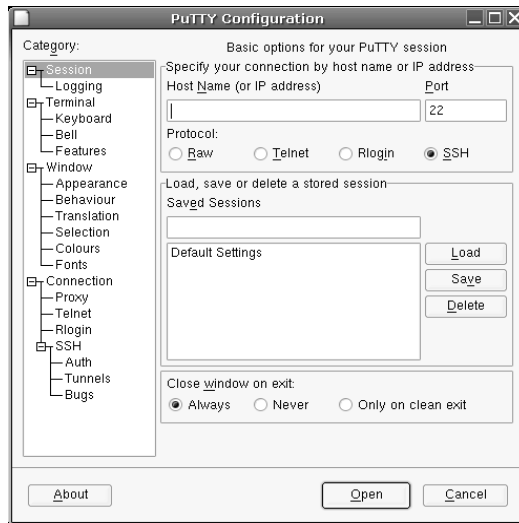 PuTTY Configuration
Category:
Session
Logging
Terminal
Keyboard
Bell
Features
Window
Appearance
Behaviour
Translation
Selection
Colours
Fonts
Connection
Proxy
Telnet
Rlogin
SSH
Auth
Tunnels
Bugs
Basic options for your PuTTY session
Specify your connection by host name or IP address
Host Name (or IP address) Port
22
Protocol:
Raw Telnet Rlogin SSH
Load, save or delete a stored session
Saved Sessions
Default Settings
Load
Save
Delete
Close window on exit:
Always Never Only on clean exit
About Open Cancel